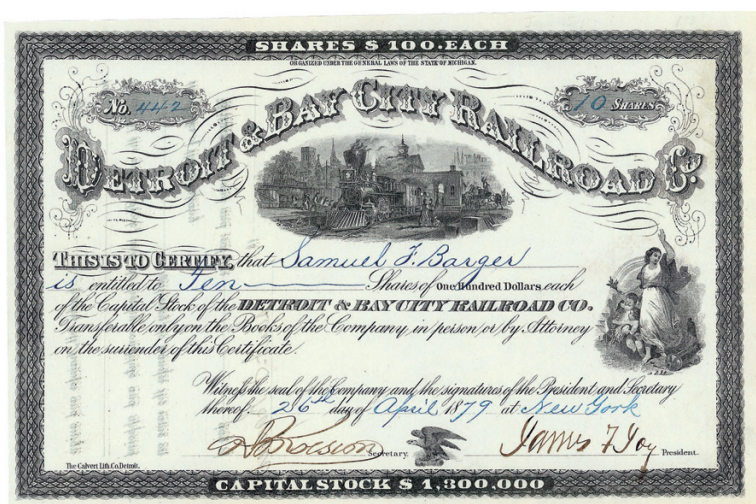 SHARES $ 100. EACH
ORGANIZED UNDER THE GENERAL LAWS OF THE STATE OF MICHIGAN.
No. 442
10 SHARES
DETROIT & BAY CITY RAILROAD Co.
THIS IS TO CERTIFY, that Samuel F. Barger
is entitled to Ten Shares of One Hundred Dollars each
of the Capital Stock of the DETROIT & BAY CITY RAILROAD CO.
Transferable only on the Books of the Company, in person, or by Attorney
on the surrender of this Certificate.
Witness the seal of the Company and the signatures of the President and Secretary
thereof. 26th day of April 1879 at New York
Secretary. James F Joy President.
The Calvert Lith. Co. Detroit.
CAPITAL STOCK $ 1,300,000